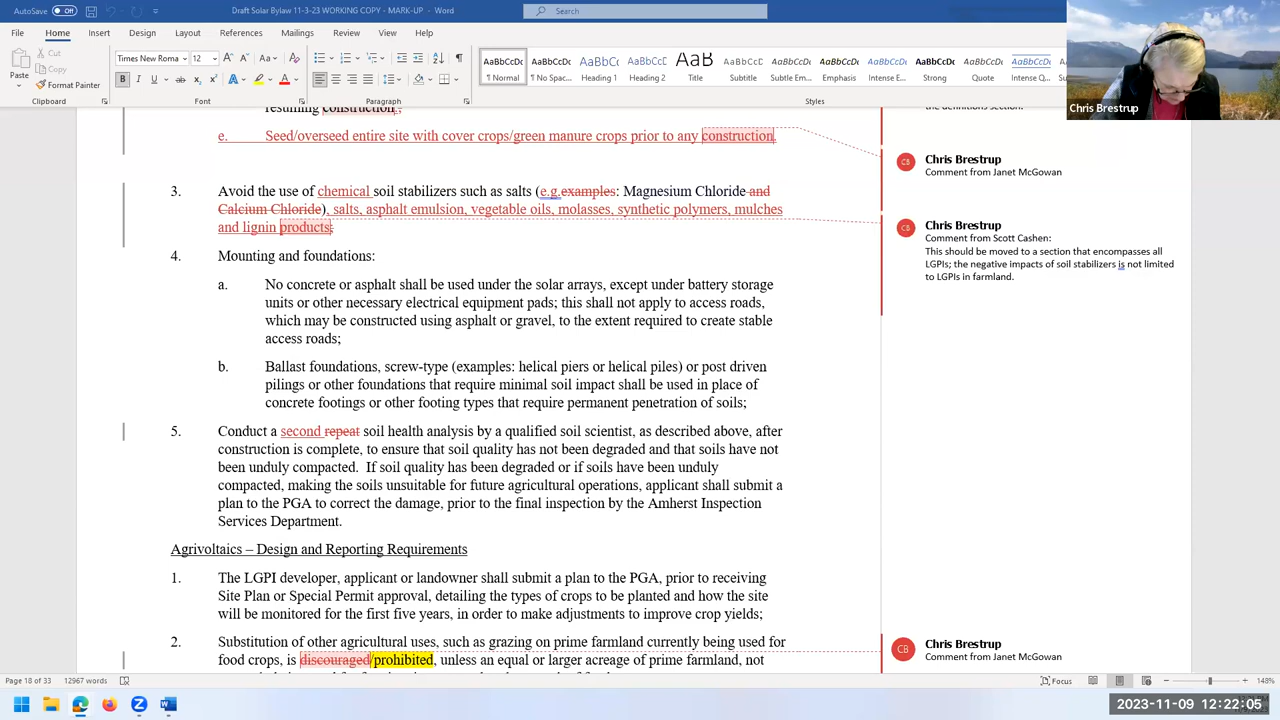 AutoSave Off Draft Solar Bylaw 11-3-23 WORKING COPY - MARK-UP - Word Search
File Home Insert Design Layout References Mailings Review View Help
Cut
Copy
Paste
Format Painter
Clipboard
Times New Roma 12
Font
Paragraph
AaBbCcDc AaBbCcDc AaBbCc AaBbCcD AaB AaBbCcD AaBbCcDc AaBbCcDc AaBbCcDc AaBbCcDc AaBbCcDc AaBbCcDc
¶ Normal ¶ No Spac... Heading 1 Heading 2 Title Subtitle Subtle Em... Emphasis Intense E... Strong Quote Intense Q...
Styles
Chris Brestrup
construction.;
e. Seed/overseed entire site with cover crops/green manure crops prior to any construction.
3. Avoid the use of chemical soil stabilizers such as salts (e.g.examples: Magnesium Chloride and
Calcium Chloride), salts, asphalt emulsion, vegetable oils, molasses, synthetic polymers, mulches
and lignin products;
4. Mounting and foundations:
a. No concrete or asphalt shall be used under the solar arrays, except under battery storage
units or other necessary electrical equipment pads; this shall not apply to access roads,
which may be constructed using asphalt or gravel, to the extent required to create stable
access roads;
b. Ballast foundations, screw-type (examples: helical piers or helical piles) or post driven
pilings or other foundations that require minimal soil impact shall be used in place of
concrete footings or other footing types that require permanent penetration of soils;
5. Conduct a second repeat soil health analysis by a qualified soil scientist, as described above, after
construction is complete, to ensure that soil quality has not been degraded and that soils have not
been unduly compacted. If soil quality has been degraded or if soils have been unduly
compacted, making the soils unsuitable for future agricultural operations, applicant shall submit a
plan to the PGA to correct the damage, prior to the final inspection by the Amherst Inspection
Services Department.
Agrivoltaics – Design and Reporting Requirements
1. The LGPI developer, applicant or landowner shall submit a plan to the PGA, prior to receiving
Site Plan or Special Permit approval, detailing the types of crops to be planted and how the site
will be monitored for the first five years, in order to make adjustments to improve crop yields;
2. Substitution of other agricultural uses, such as grazing on prime farmland currently being used for
food crops, is discouraged/prohibited, unless an equal or larger acreage of prime farmland, not
the definitions section.
CB Chris Brestrup
Comment from Janet McGowan
CB Chris Brestrup
Comment from Scott Cashen:
This should be moved to a section that encompasses all
LGPIs; the negative impacts of soil stabilizers is not limited
to LGPIs in farmland.
CB Chris Brestrup
Comment from Janet McGowan
Page 18 of 33 12967 words Focus 148%
2023-11-09 12:22:05